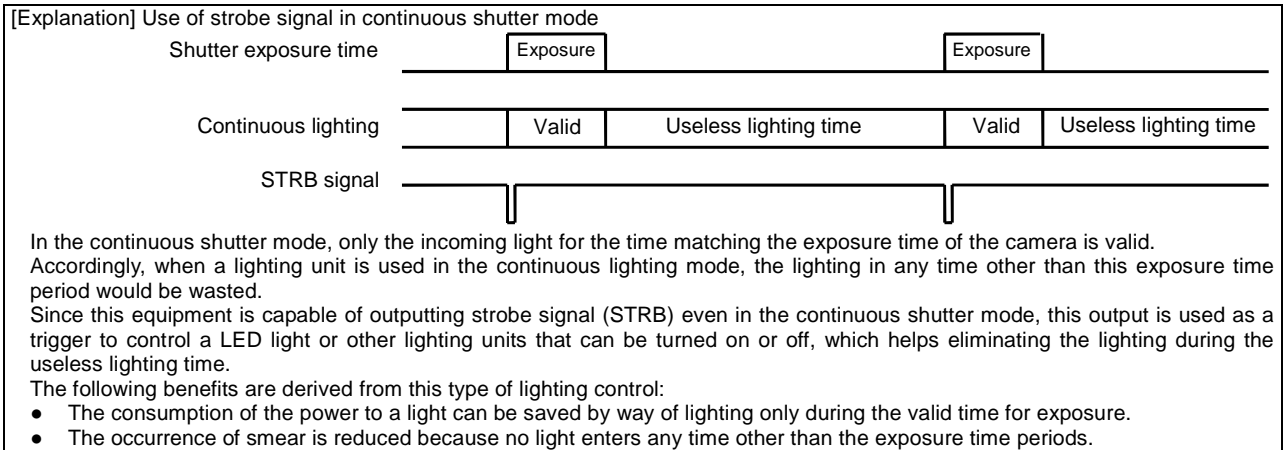 [Explanation] Use of strobe signal in continuous shutter mode
Shutter exposure time Exposure Exposure
Continuous lighting Valid Useless lighting time Valid Useless lighting time
STRB signal
In the continuous shutter mode, only the incoming light for the time matching the exposure time of the camera is valid.
Accordingly, when a lighting unit is used in the continuous lighting mode, the lighting in any time other than this exposure time
period would be wasted.
Since this equipment is capable of outputting strobe signal (STRB) even in the continuous shutter mode, this output is used as a
trigger to control a LED light or other lighting units that can be turned on or off, which helps eliminating the lighting during the
useless lighting time.
The following benefits are derived from this type of lighting control:
● The consumption of the power to a light can be saved by way of lighting only during the valid time for exposure.
● The occurrence of smear is reduced because no light enters any time other than the exposure time periods.